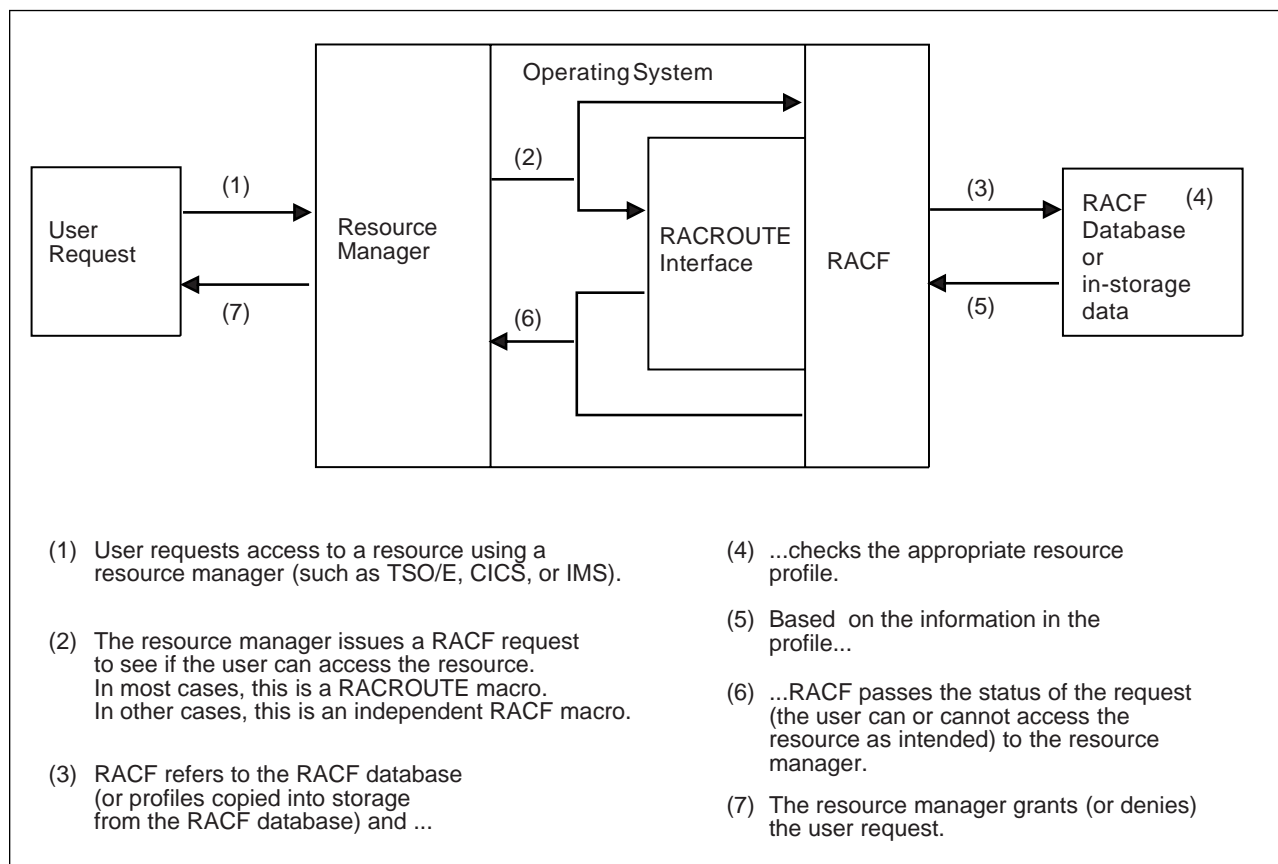 Operating System
(1)
(2)
(3)
User
Request
Resource
Manager
RACROUTE
Interface
RACF
RACF (4)
Database
or
in-storage
data
(7)
(6)
(5)
(1) User requests access to a resource using a
resource manager (such as TSO/E, CICS, or IMS).
(2) The resource manager issues a RACF request
to see if the user can access the resource.
In most cases, this is a RACROUTE macro.
In other cases, this is an independent RACF macro.
(3) RACF refers to the RACF database
(or profiles copied into storage
from the RACF database) and ...
(4) ...checks the appropriate resource
profile.
(5) Based on the information in the
profile...
(6) ...RACF passes the status of the request
(the user can or cannot access the
resource as intended) to the resource
manager.
(7) The resource manager grants (or denies)
the user request.